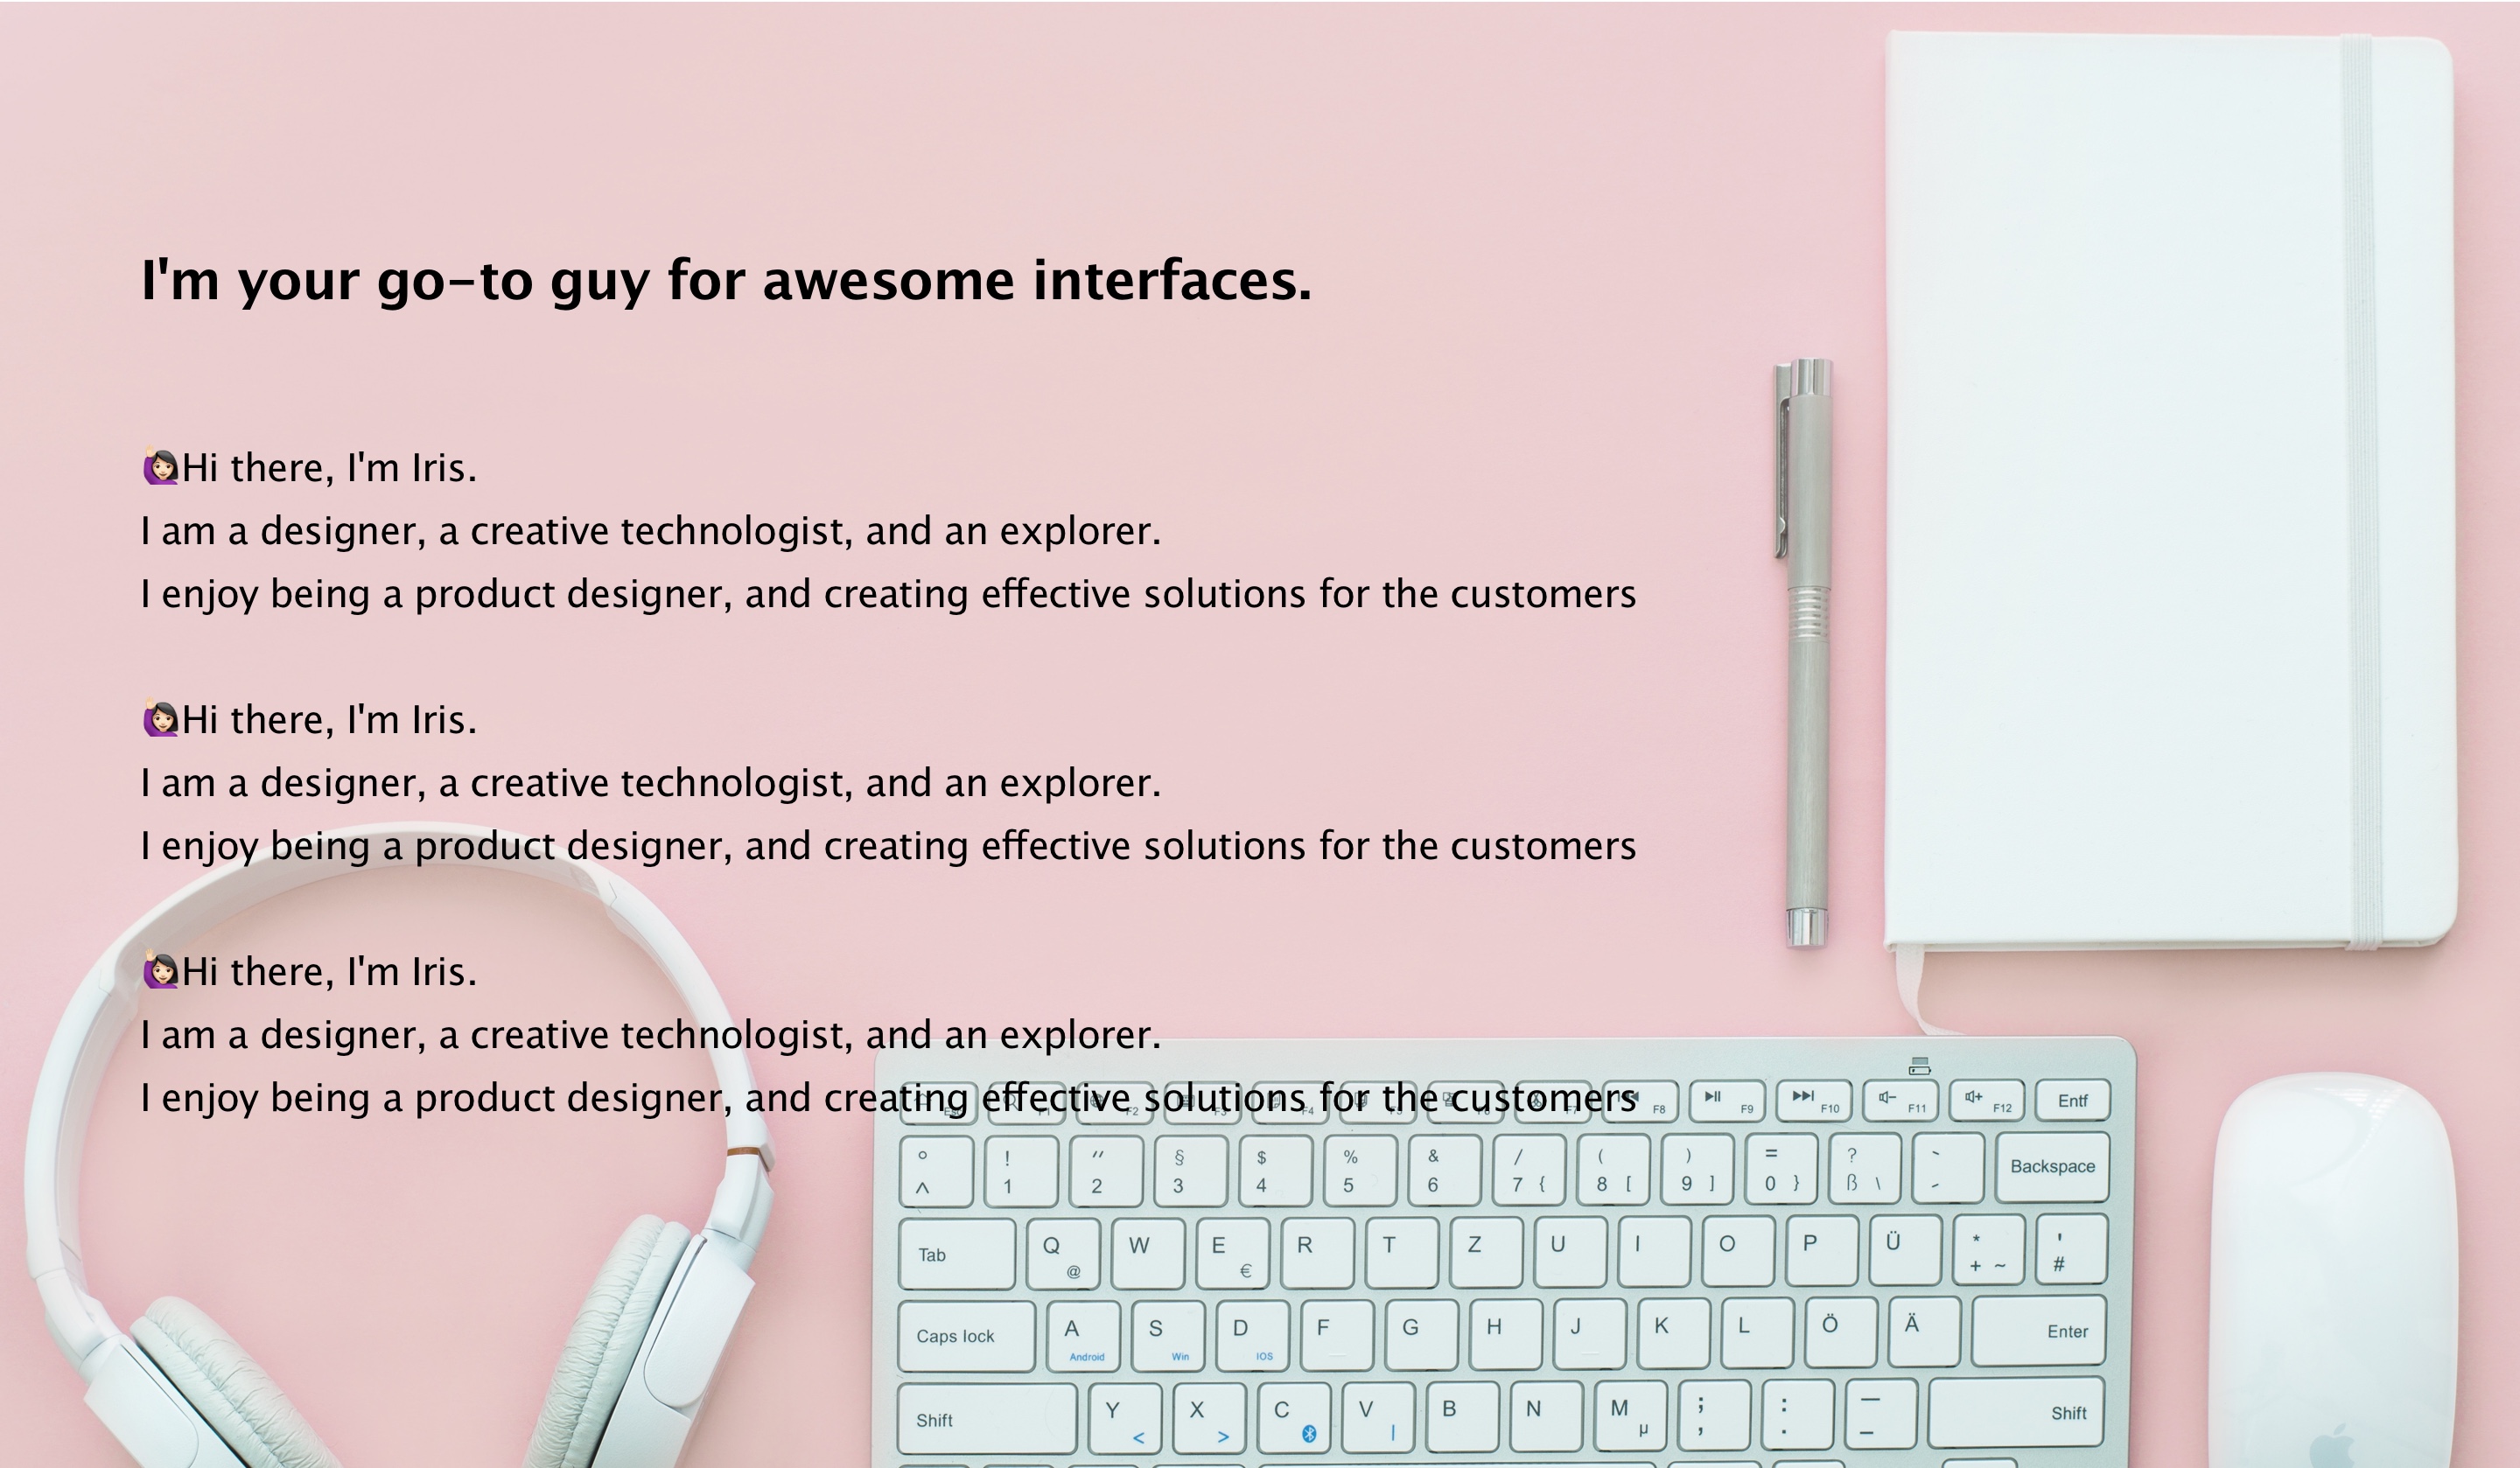 I'm your go-to guy for awesome interfaces.
🙋🏻‍♀️Hi there, I'm Iris.
I am a designer, a creative technologist, and an explorer.
I enjoy being a product designer, and creating effective solutions for the customers
🙋🏻‍♀️Hi there, I'm Iris.
I am a designer, a creative technologist, and an explorer.
I enjoy being a product designer, and creating effective solutions for the customers
🙋🏻‍♀️Hi there, I'm Iris.
I am a designer, a creative technologist, and an explorer.
I enjoy being a product designer, and creating effective solutions for the customers
F2 F3 F4 F7 F8 F9 F10 F11 F12 Entf
° ! " § $ % & / ( ) = ? `
^ 1 2 3 4 5 6 7 { 8 [ 9 ] 0 } ß \ ´ Backspace
Tab Q @ W E € R T Z U I O P Ü * + ~ ' #
Caps lock A S D F G H J K L Ö Ä Enter
Android Win IOS
Shift Y < X > C V | B N M µ ; , : . — _ Shift